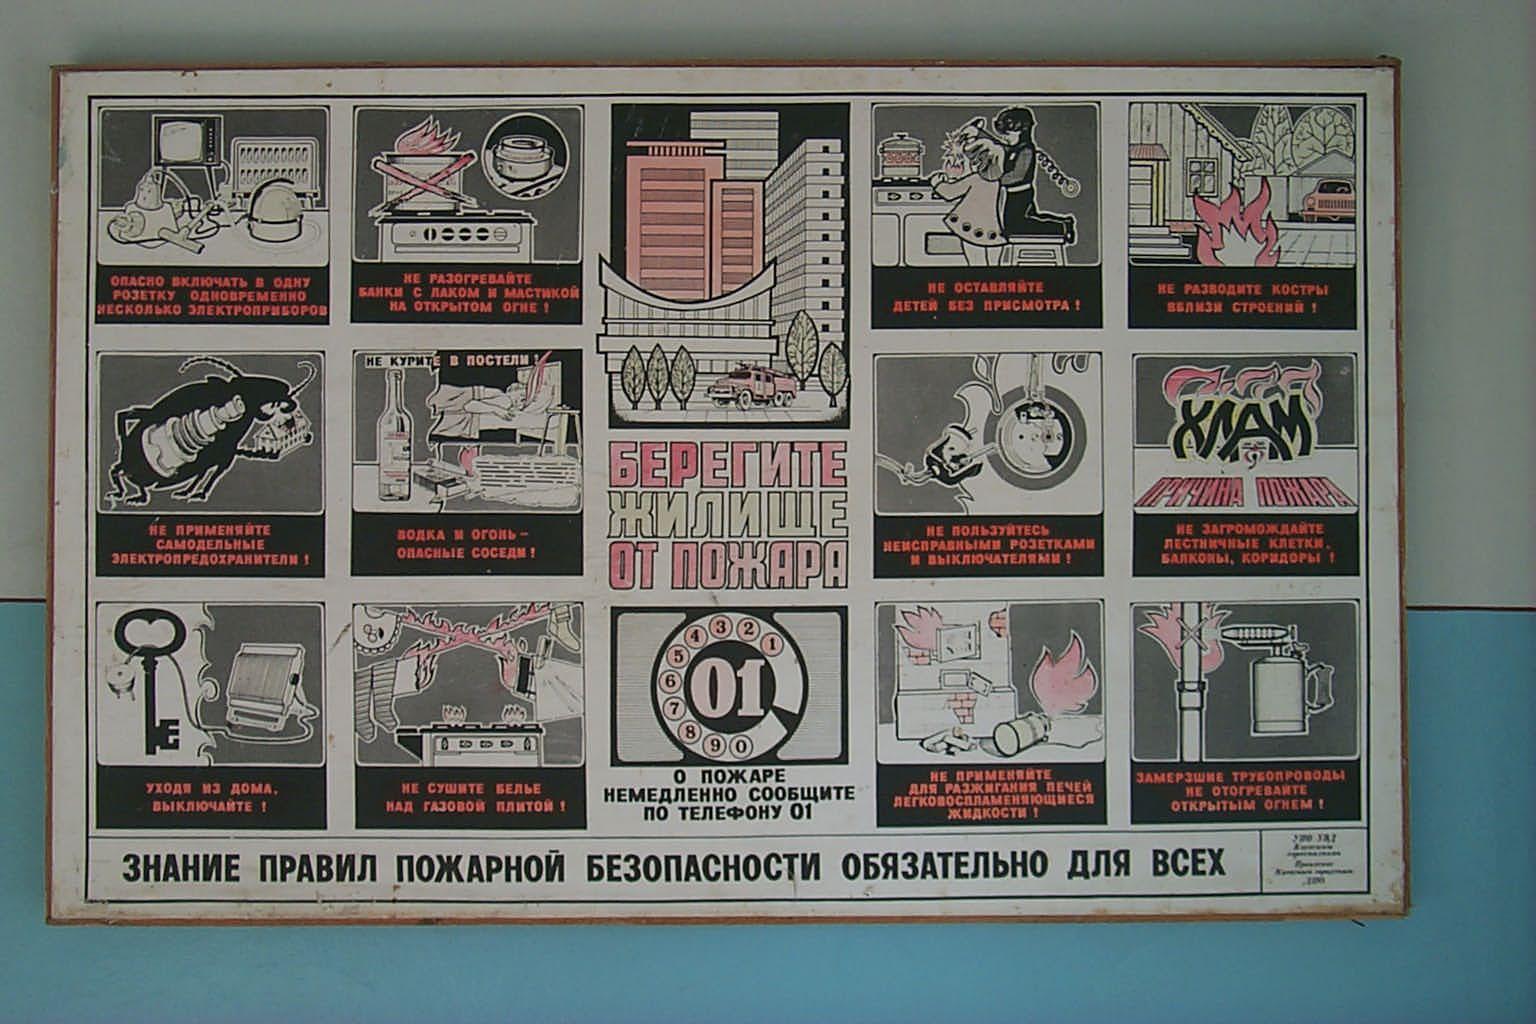 ОПАСНО ВКЛЮЧАТЬ В ОДНУ
РОЗЕТКУ ОДНОВРЕМЕННО
НЕСКОЛЬКО ЭЛЕКТРОПРИБОРОВ
НЕ РАЗОГРЕВАЙТЕ
БАНКИ С ЛАКОМ И МАСТИКОЙ
НА ОТКРЫТОМ ОГНЕ !
НЕ ОСТАВЛЯЙТЕ
ДЕТЕЙ БЕЗ ПРИСМОТРА !
НЕ РАЗВОДИТЕ КОСТРЫ
ВБЛИЗИ СТРОЕНИЙ !
НЕ ПРИМЕНЯЙТЕ
САМОДЕЛЬНЫЕ
ЭЛЕКТРОПРЕДОХРАНИТЕЛИ !
НЕ КУРИТЕ В ПОСТЕЛИ !
ВОДКА И ОГОНЬ –
ОПАСНЫЕ СОСЕДИ !
БЕРЕГИТЕ
ЖИЛИЩЕ
ОТ ПОЖАРА
НЕ ПОЛЬЗУЙТЕСЬ
НЕИСПРАВНЫМИ РОЗЕТКАМИ
И ВЫКЛЮЧАТЕЛЯМИ !
ХЛАМ
ПРИЧИНА ПОЖАРА
НЕ ЗАГРОМОЖДАЙТЕ
ЛЕСТНИЧНЫЕ КЛЕТКИ,
БАЛКОНЫ, КОРИДОРЫ !
УХОДЯ ИЗ ДОМА,
ВЫКЛЮЧАЙТЕ !
НЕ СУШИТЕ БЕЛЬЕ
НАД ГАЗОВОЙ ПЛИТОЙ !
1 2 3 4 5 6 7 8 9 0
01
О ПОЖАРЕ
НЕМЕДЛЕННО СООБЩИТЕ
ПО ТЕЛЕФОНУ 01
НЕ ПРИМЕНЯЙТЕ
ДЛЯ РАЗЖИГАНИЯ ПЕЧЕЙ
ЛЕГКОВОСПЛАМЕНЯЮЩИЕСЯ
ЖИДКОСТИ !
ЗАМЕРЗШИЕ ТРУБОПРОВОДЫ
НЕ ОТОГРЕВАЙТЕ
ОТКРЫТЫМ ОГНЕМ !
ЗНАНИЕ ПРАВИЛ ПОЖАРНОЙ БЕЗОПАСНОСТИ ОБЯЗАТЕЛЬНО ДЛЯ ВСЕХ
УПО УВД